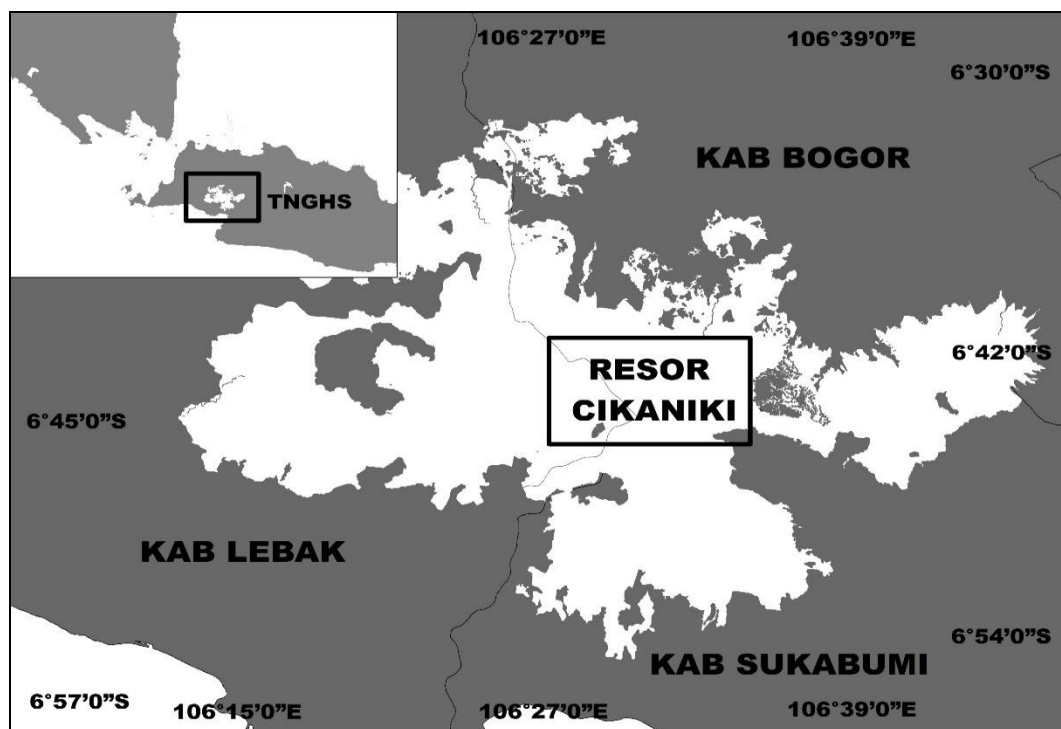 106°27’0”E
106°39’0”E
6°30’0”S
KAB BOGOR
TNGHS
6°42’0”S
RESOR
CIKANIKI
6°45’0”S
KAB LEBAK
6°54’0”S
KAB SUKABUMI
6°57’0”S
106°15’0”E
106°27’0”E
106°39’0”E